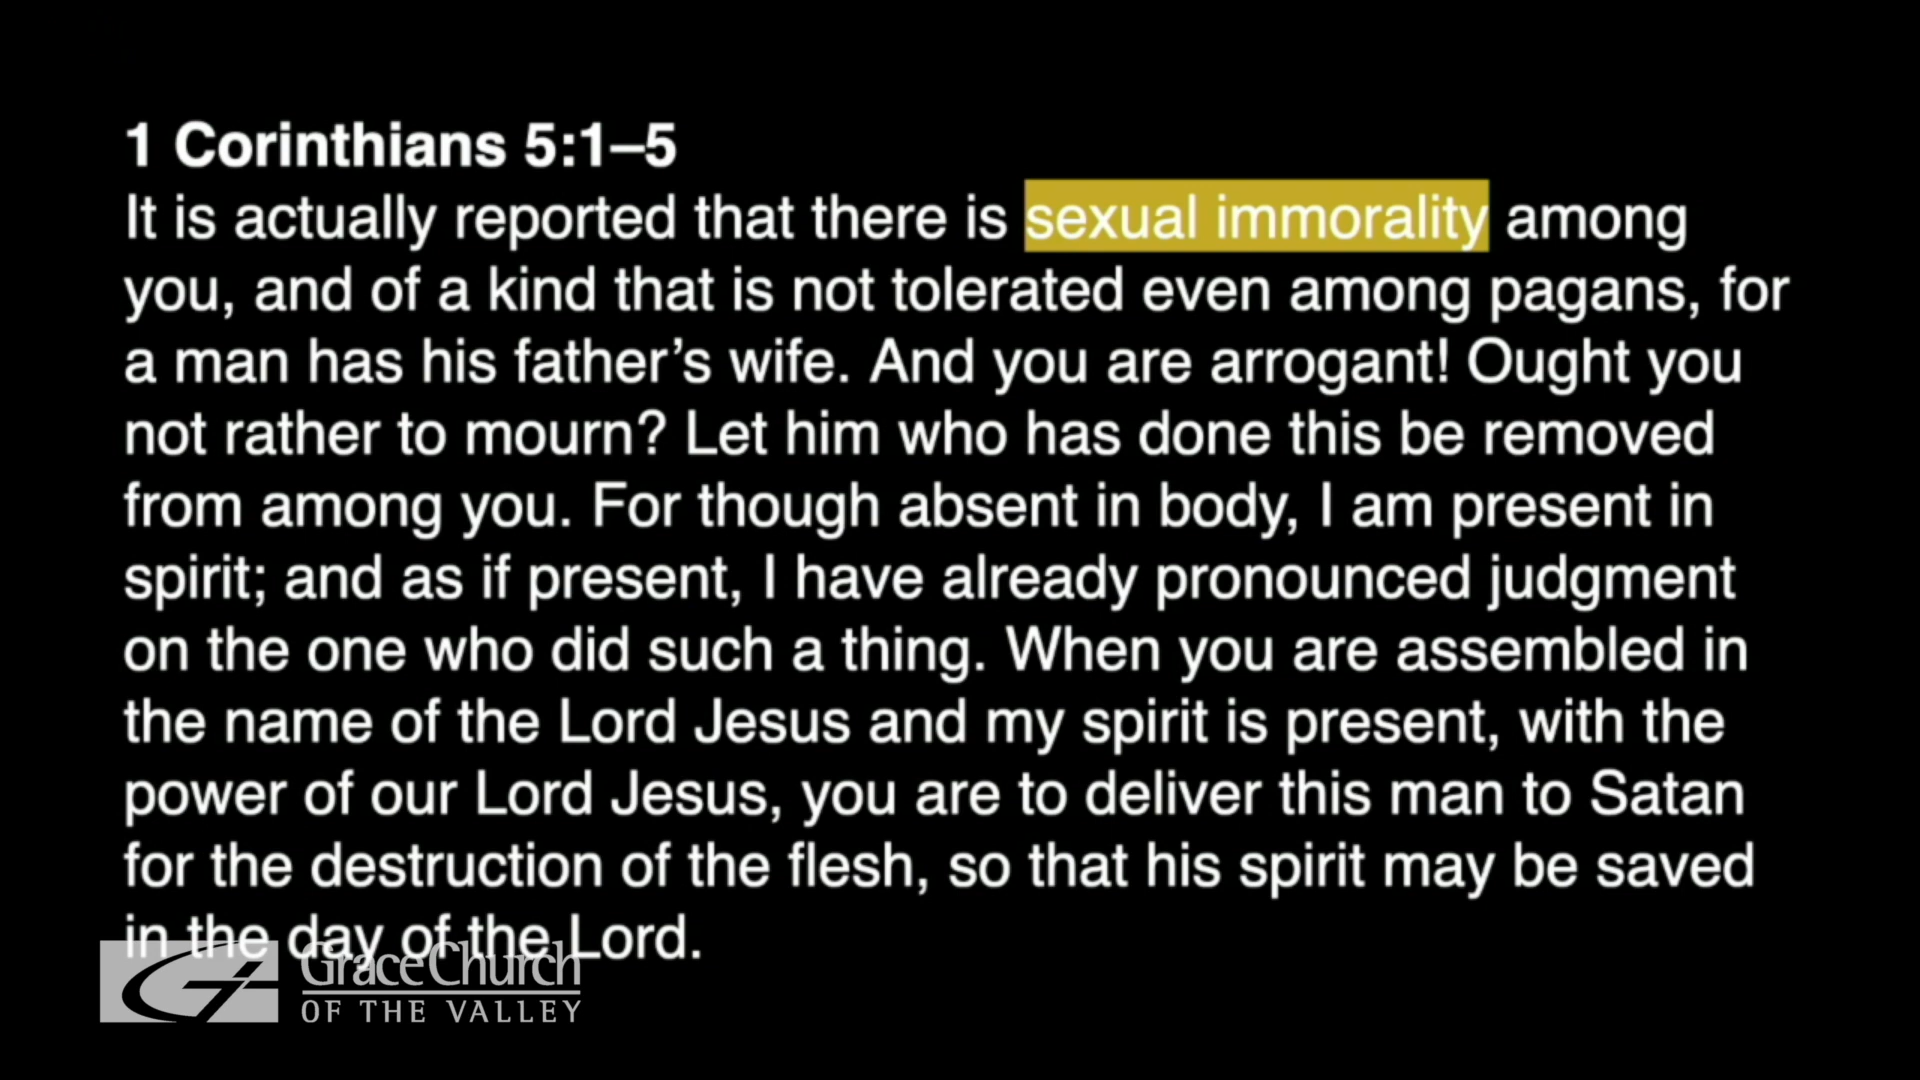 1 Corinthians 5:1–5
It is actually reported that there is sexual immorality among
you, and of a kind that is not tolerated even among pagans, for
a man has his father’s wife. And you are arrogant! Ought you
not rather to mourn? Let him who has done this be removed
from among you. For though absent in body, I am present in
spirit; and as if present, I have already pronounced judgment
on the one who did such a thing. When you are assembled in
the name of the Lord Jesus and my spirit is present, with the
power of our Lord Jesus, you are to deliver this man to Satan
for the destruction of the flesh, so that his spirit may be saved
in the day of the Lord.
Grace Church
OF THE VALLEY